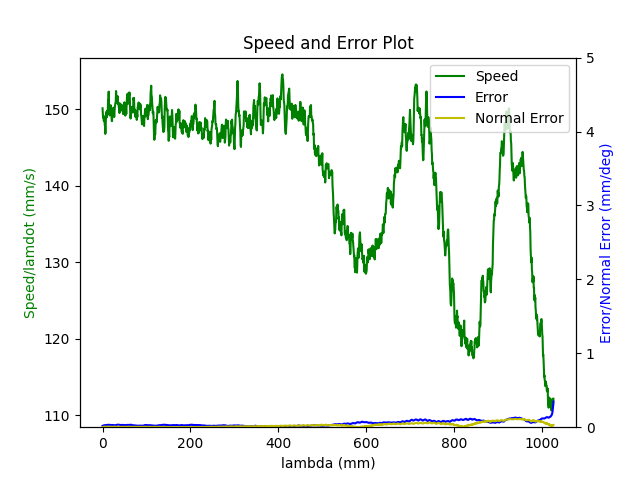 Speed and Error Plot
Speed
Error
Normal Error
Speed/lamdot (mm/s)
150
140
130
120
110
5
4
3
2
1
0
Error/Normal Error (mm/deg)
0
200
400
600
800
1000
lambda (mm)